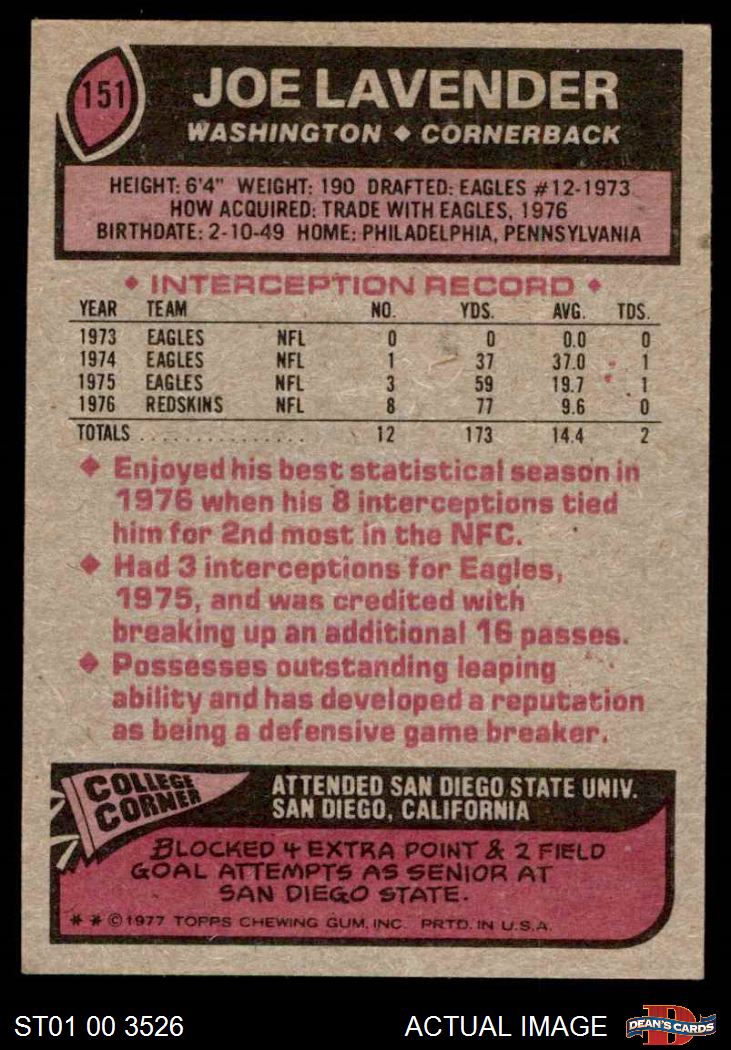 151
JOE LAVENDER
WASHINGTON ◆ CORNERBACK
HEIGHT: 6'4" WEIGHT: 190 DRAFTED: EAGLES #12-1973
HOW ACQUIRED: TRADE WITH EAGLES, 1976
BIRTHDATE: 2-10-49 HOME: PHILADELPHIA, PENNSYLVANIA
◆ INTERCEPTION RECORD ◆
YEAR TEAM NO. YDS. AVG. TDS.
1973 EAGLES NFL 0 0 0.0 0
1974 EAGLES NFL 1 37 37.0 1
1975 EAGLES NFL 3 59 19.7 1
1976 REDSKINS NFL 8 77 9.6 0
TOTALS . . . . . . . . . . . . . . . 12 173 14.4 2
◆ Enjoyed his best statistical season in
1976 when his 8 interceptions tied
him for 2nd most in the NFC.
◆ Had 3 interceptions for Eagles,
1975, and was credited with
breaking up an additional 16 passes.
◆ Possesses outstanding leaping
ability and has developed a reputation
as being a defensive game breaker.
COLLEGE
CORNER
ATTENDED SAN DIEGO STATE UNIV.
SAN DIEGO, CALIFORNIA
BLOCKED 4 EXTRA POINT & 2 FIELD
GOAL ATTEMPTS AS SENIOR AT
SAN DIEGO STATE.
* * © 1977 TOPPS CHEWING GUM, INC. PRTD. IN U.S.A.
ST01 00 3526 ACTUAL IMAGE
D
DEAN'S CARDS